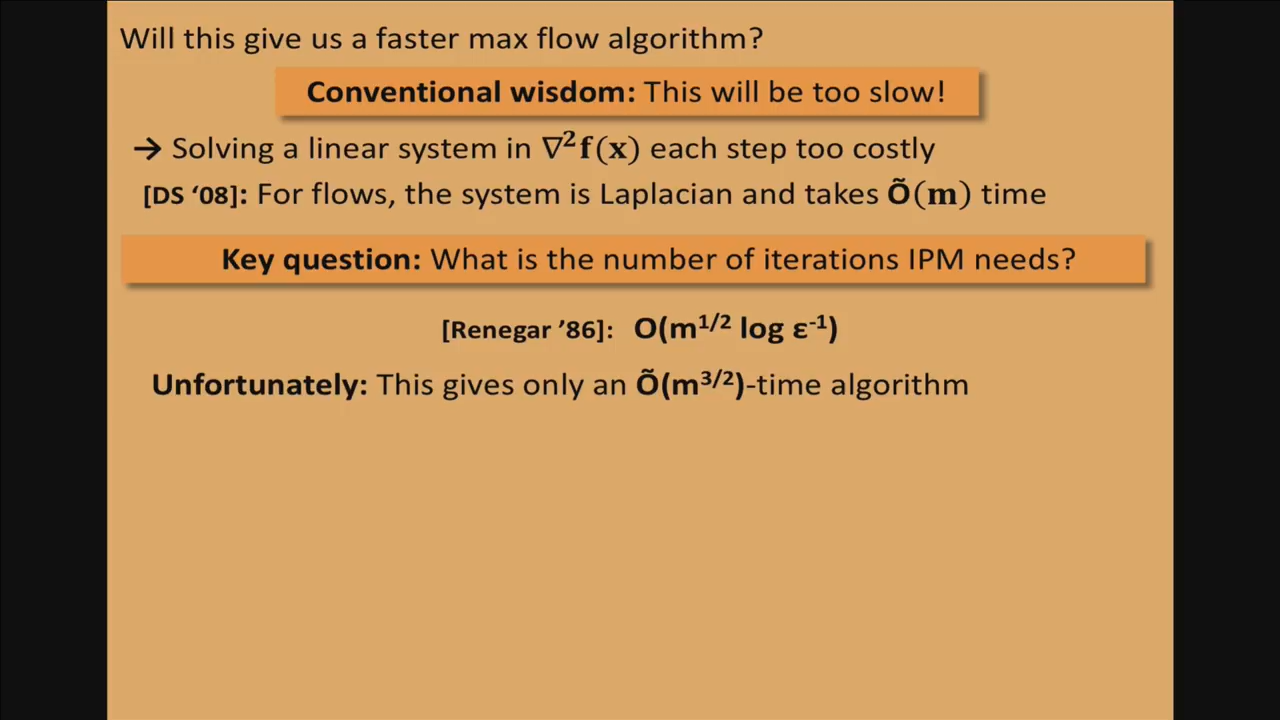 Will this give us a faster max flow algorithm?
Conventional wisdom: This will be too slow!
→ Solving a linear system in ∇²f(x) each step too costly
[DS ‘08]: For flows, the system is Laplacian and takes Õ(m) time
Key question: What is the number of iterations IPM needs?
[Renegar ’86]: O(m^1/2 log ε^-1)
Unfortunately: This gives only an Õ(m^3/2)-time algorithm